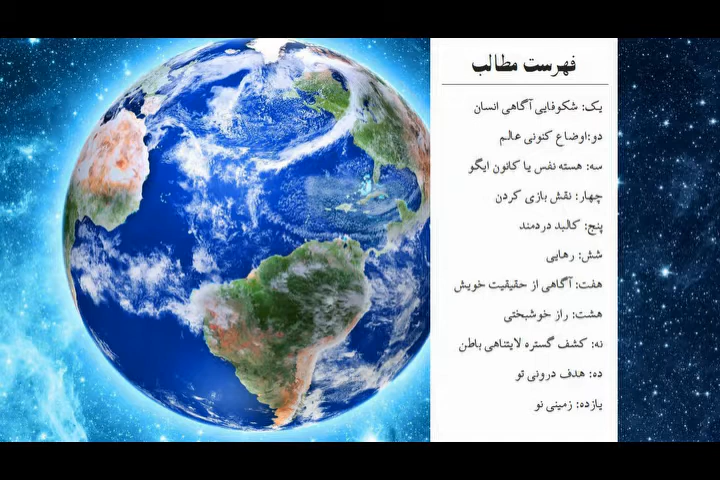 فهرست مطالب
یک: شکوفایی آگاهی انسان
دو:اوضاع کنونی عالم
سه: هسته نفس یا کانون ایگو
چهار: نقش بازی کردن
پنج: کالبد دردمند
شش: رهایی
هفت: آگاهی از حقیقیت خویش
هشت: راز خوشبختی
نه: کشف گستره لایتناهی باطن
ده: هدف درونی تو
یازده: زمینی نو